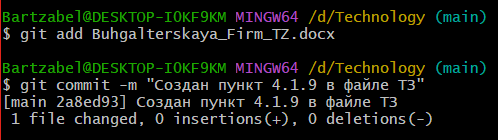 Bartzabel@DESKTOP-IOKF9KM MINGW64 /d/Technology (main)
$ git add Buhgalterskaya_Firm_TZ.docx
Bartzabel@DESKTOP-IOKF9KM MINGW64 /d/Technology (main)
$ git commit -m "Создан пункт 4.1.9 в файле ТЗ"
[main 2a8ed93] Создан пункт 4.1.9 в файле ТЗ
1 file changed, 0 insertions(+), 0 deletions(-)